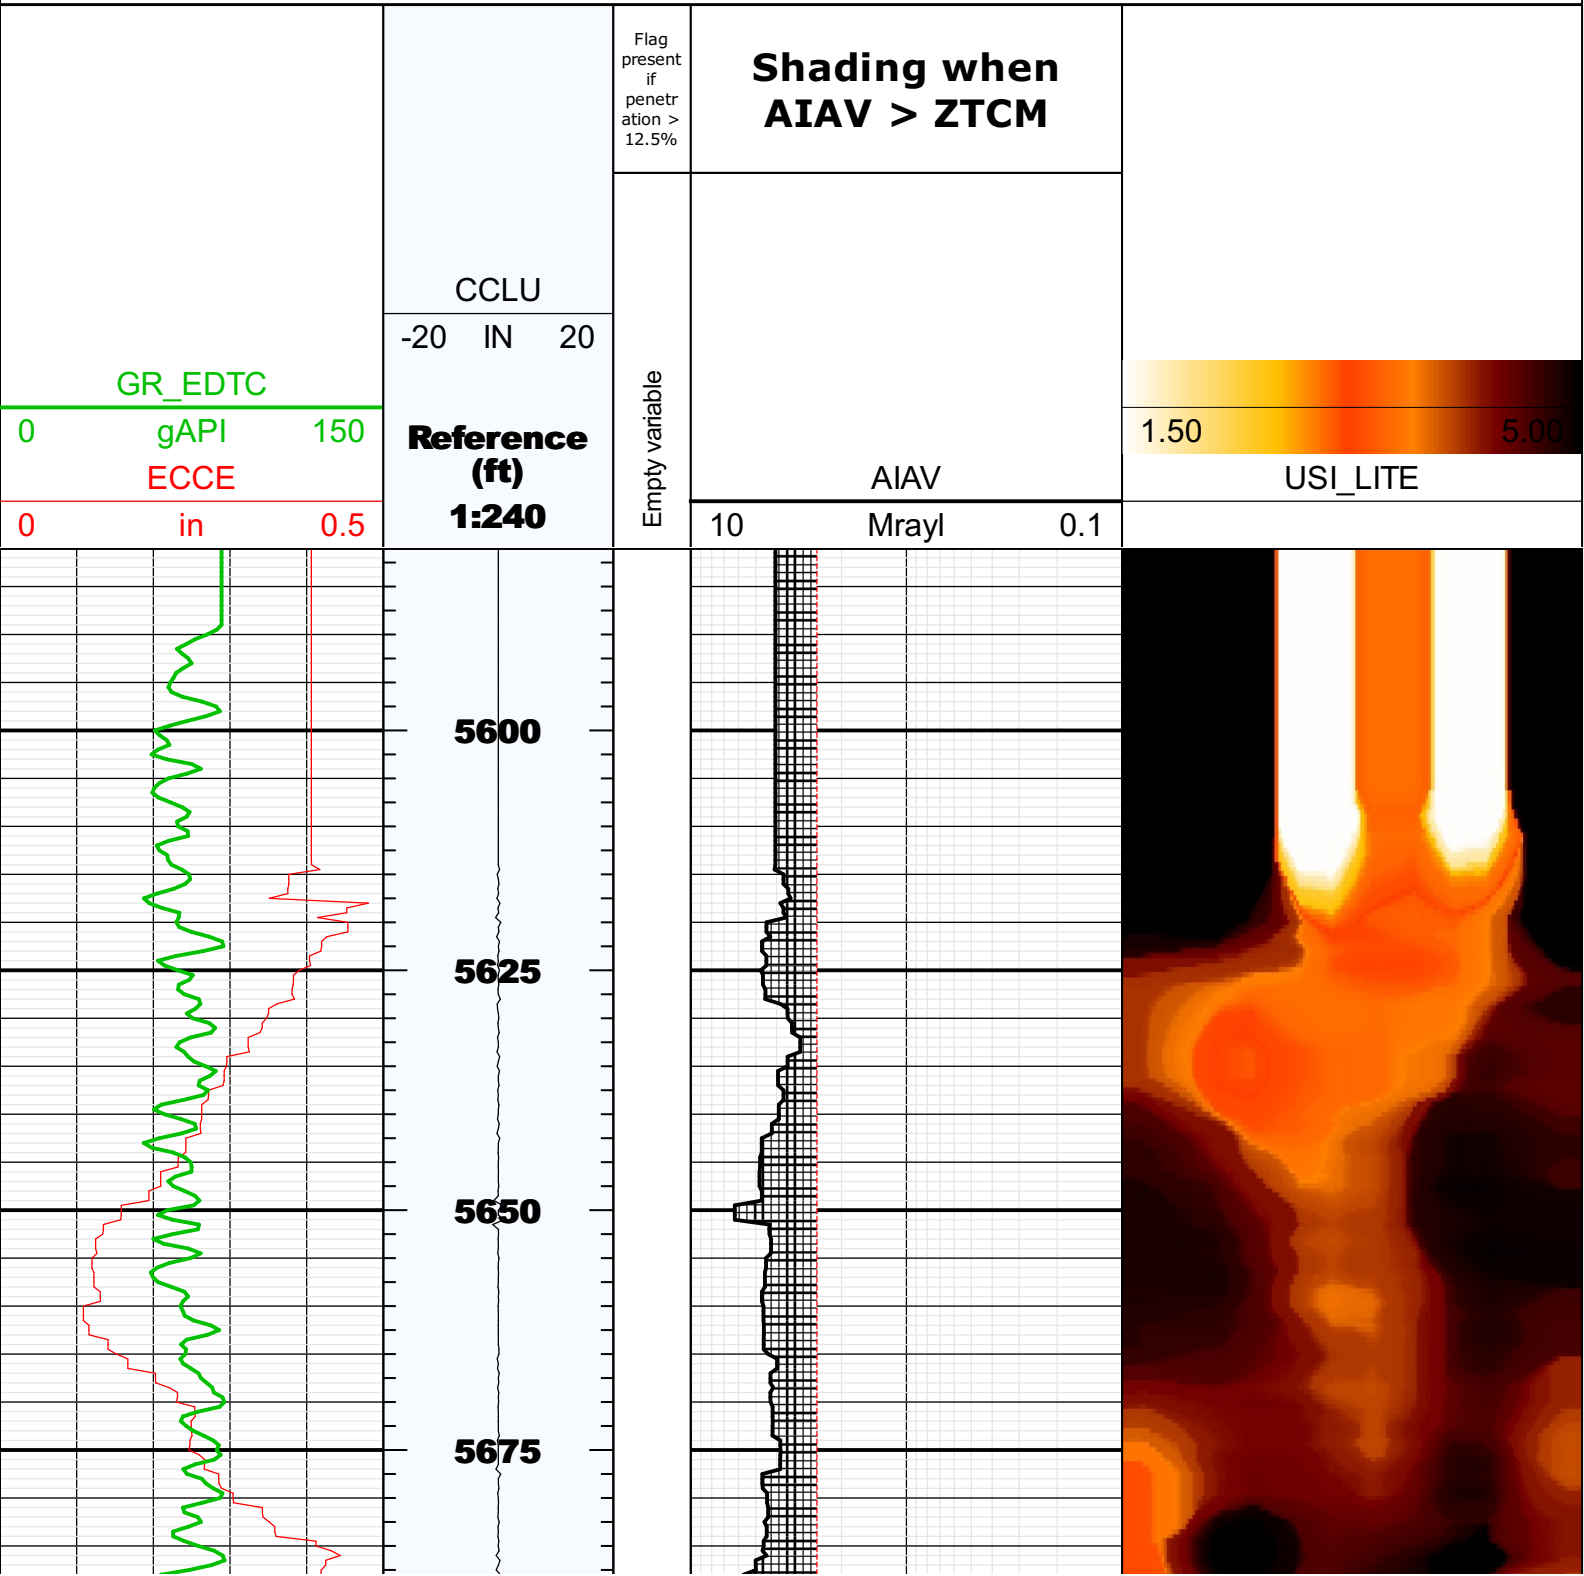 Flag
present
if
penetr
ation >
12.5%
Shading when
AIAV > ZTCM
CCLU
-20 IN 20
GR_EDTC
0 gAPI 150
ECCE
0 in 0.5
Reference
(ft)
1:240
Empty variable
AIAV
10 Mrayl 0.1
1.50 5.00
USI_LITE
5600
5625
5650
5675